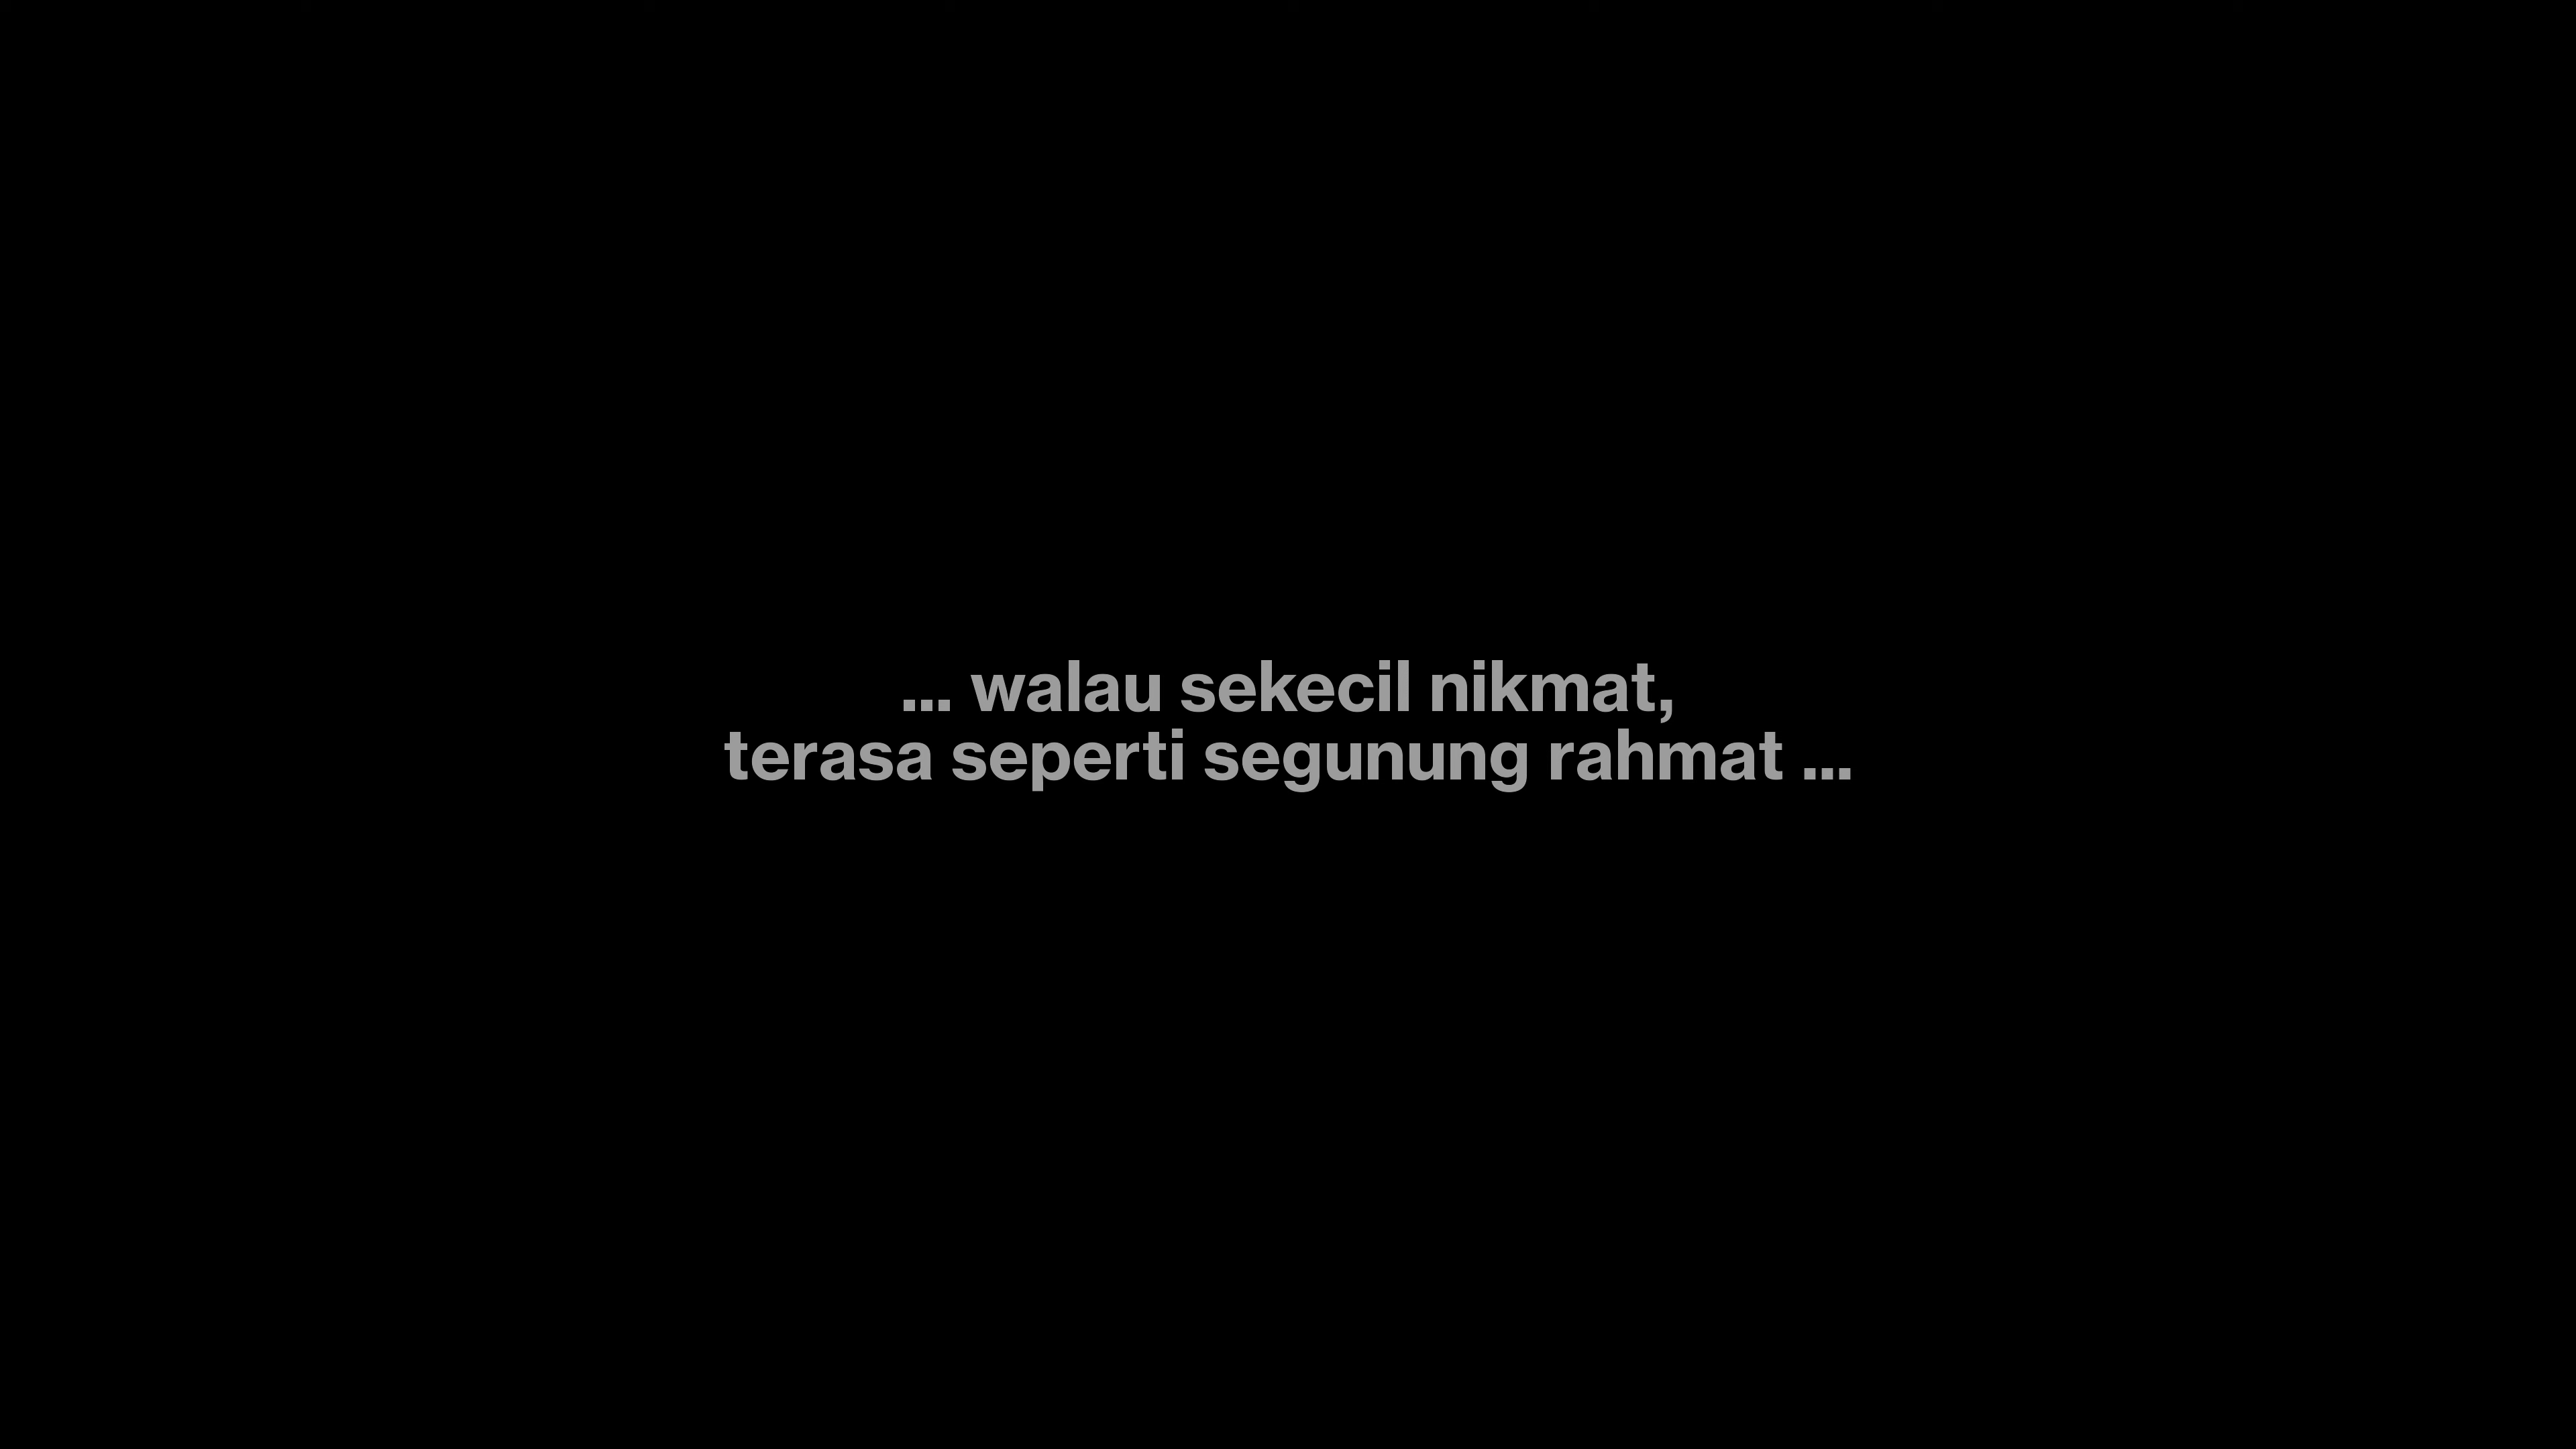 ... walau sekecil nikmat,
terasa seperti segunung rahmat ...